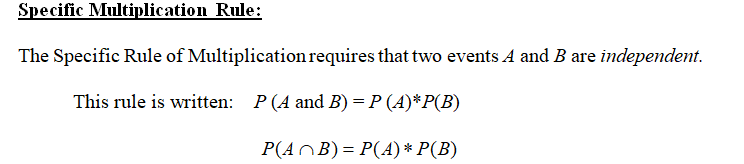 Specific Multiplication Rule:
The Specific Rule of Multiplication requires that two events A and B are independent.
This rule is written: P (A and B) = P (A)*P(B)
P(A ∩ B) = P(A) * P(B)